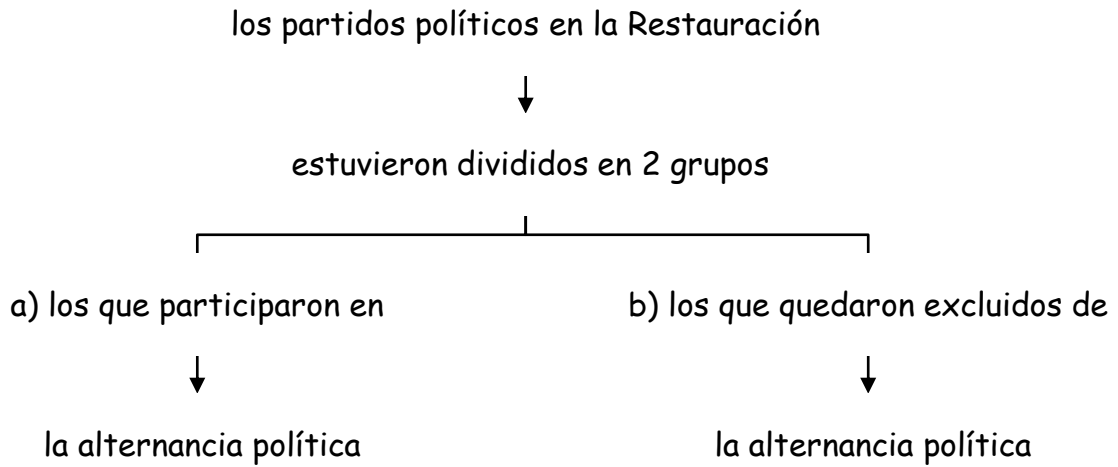 los partidos políticos en la Restauración
estuvieron divididos en 2 grupos
a) los que participaron en
b) los que quedaron excluidos de
la alternancia política
la alternancia política